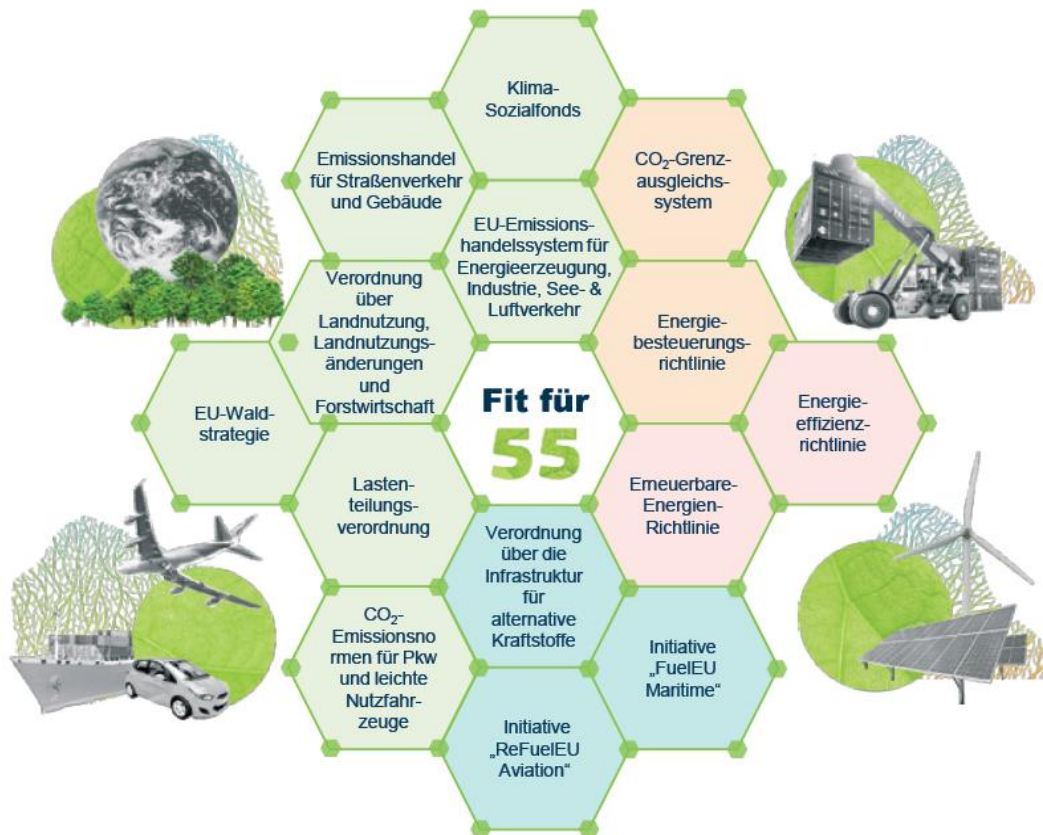 Klima-
Sozialfonds
Emissionshandel
für Straßenverkehr
und Gebäude
CO₂-Grenz-
ausgleichs-
system
EU-Emissions-
handelssystem für
Energieerzeugung,
Industrie, See- &
Luftverkehr
Verordnung
über
Landnutzung,
Landnutzungs-
änderungen
und
Forstwirtschaft
Energie-
besteuerungs-
richtlinie
EU-Wald-
strategie
Fit für
55
Energie-
effizienz-
richtlinie
Lasten-
teilungs-
verordnung
Erneuerbare-
Energien-
Richtlinie
Verordnung
über die
Infrastruktur
für
alternative
Kraftstoffe
CO₂-
Emissionsno
rmen für Pkw
und leichte
Nutzfahr-
zeuge
Initiative
„FuelEU
Maritime“
Initiative
„ReFuelEU
Aviation“